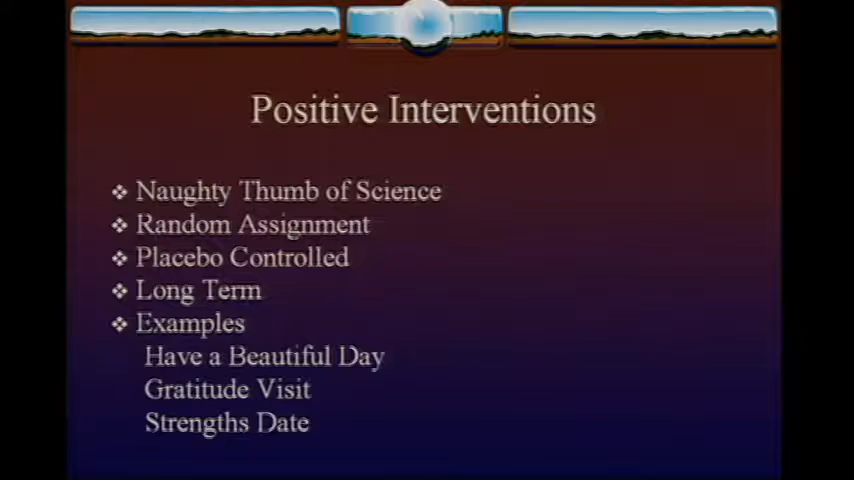 Positive Interventions
❖ Naughty Thumb of Science
❖ Random Assignment
❖ Placebo Controlled
❖ Long Term
❖ Examples
Have a Beautiful Day
Gratitude Visit
Strengths Date